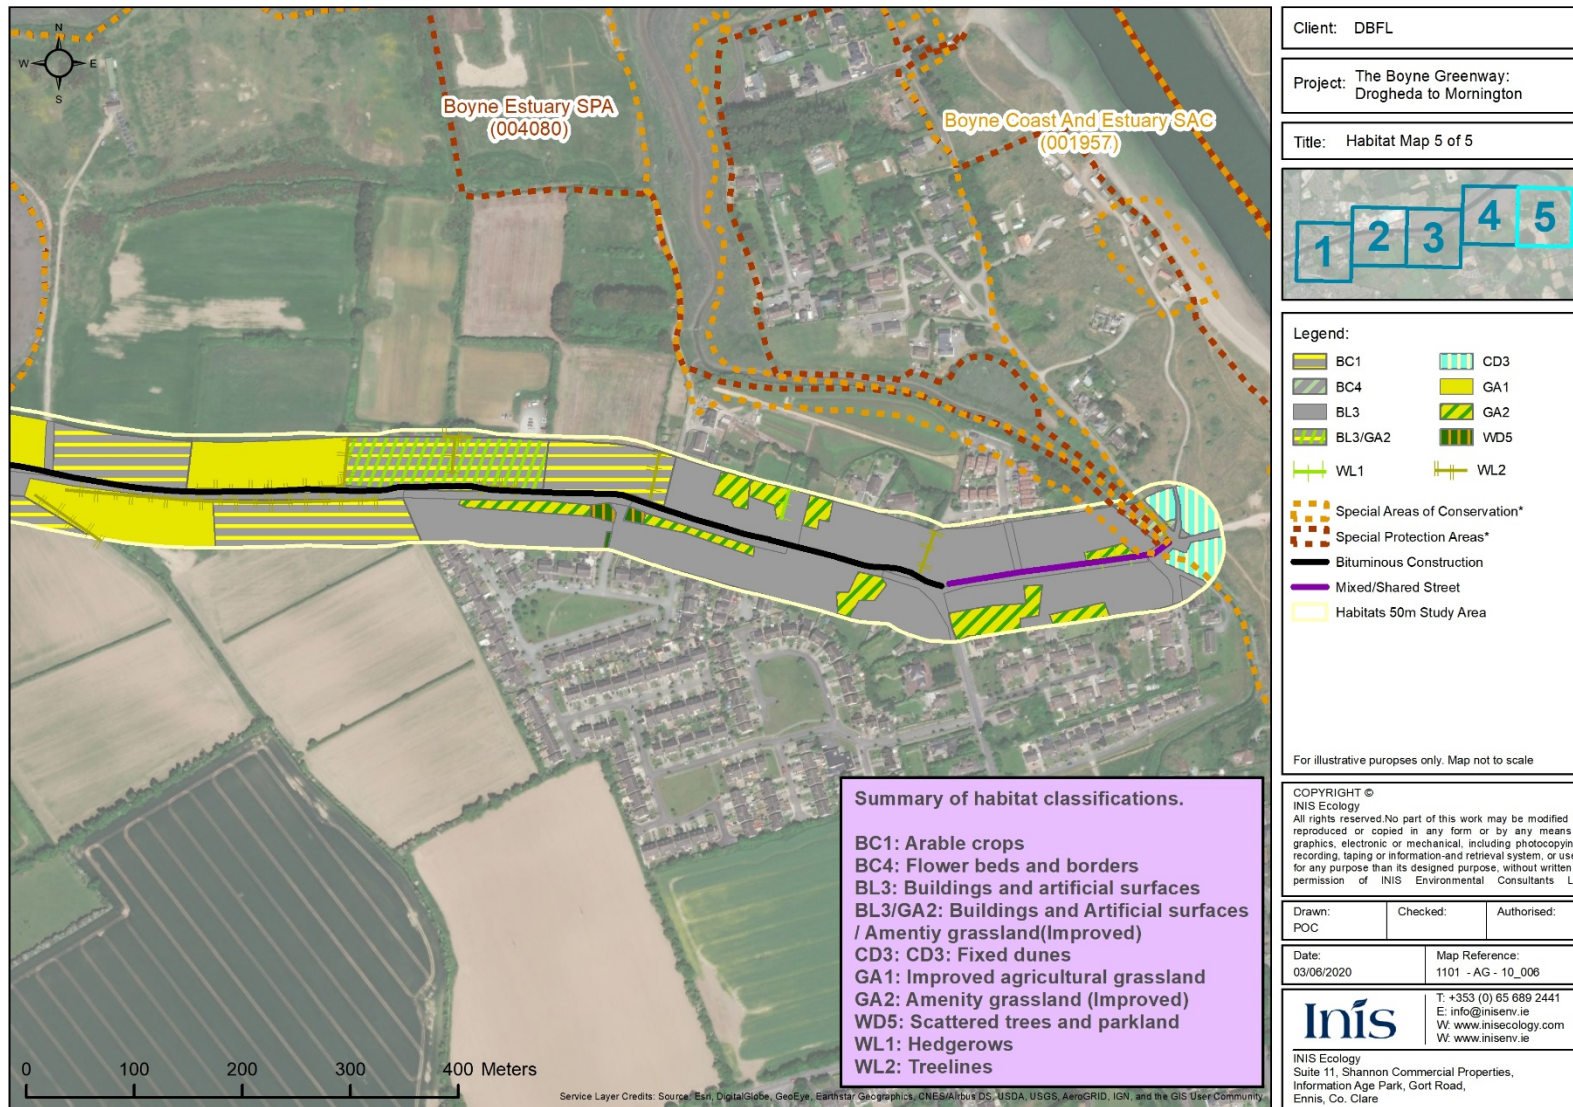 N
W E
S
Boyne Estuary SPA
(004080)
Boyne Coast And Estuary SAC
(001957)
Summary of habitat classifications.
BC1: Arable crops
BC4: Flower beds and borders
BL3: Buildings and artificial surfaces
BL3/GA2: Buildings and Artificial surfaces
/ Amentiy grassland(Improved)
CD3: CD3: Fixed dunes
GA1: Improved agricultural grassland
GA2: Amenity grassland (Improved)
WD5: Scattered trees and parkland
WL1: Hedgerows
WL2: Treelines
0 100 200 300 400 Meters
Service Layer Credits: Source: Esri, DigitalGlobe, GeoEye, Earthstar Geographics, CNES/Airbus DS, USDA, USGS, AeroGRID, IGN, and the GIS User Community
Client: DBFL
Project: The Boyne Greenway:
Drogheda to Mornington
Title: Habitat Map 5 of 5
1 2 3 4 5
Legend:
BC1 CD3
BC4 GA1
BL3 GA2
BL3/GA2 WD5
WL1 WL2
Special Areas of Conservation*
Special Protection Areas*
Bituminous Construction
Mixed/Shared Street
Habitats 50m Study Area
For illustrative puropses only. Map not to scale
COPYRIGHT ©
INIS Ecology
All rights reserved.No part of this work may be modified
reproduced or copied in any form or by any means
graphics, electronic or mechanical, including photocopyin
recording, taping or information-and retrieval system, or use
for any purpose than its designed purpose, without written
permission of INIS Environmental Consultants L
Drawn: Checked: Authorised:
POC
Date: Map Reference:
03/06/2020 1101 - AG - 10_006
Inis
T: +353 (0) 65 689 2441
E: info@inisenv.ie
W: www.inisecology.com
W: www.inisenv.ie
INIS Ecology
Suite 11, Shannon Commercial Properties,
Information Age Park, Gort Road,
Ennis, Co. Clare